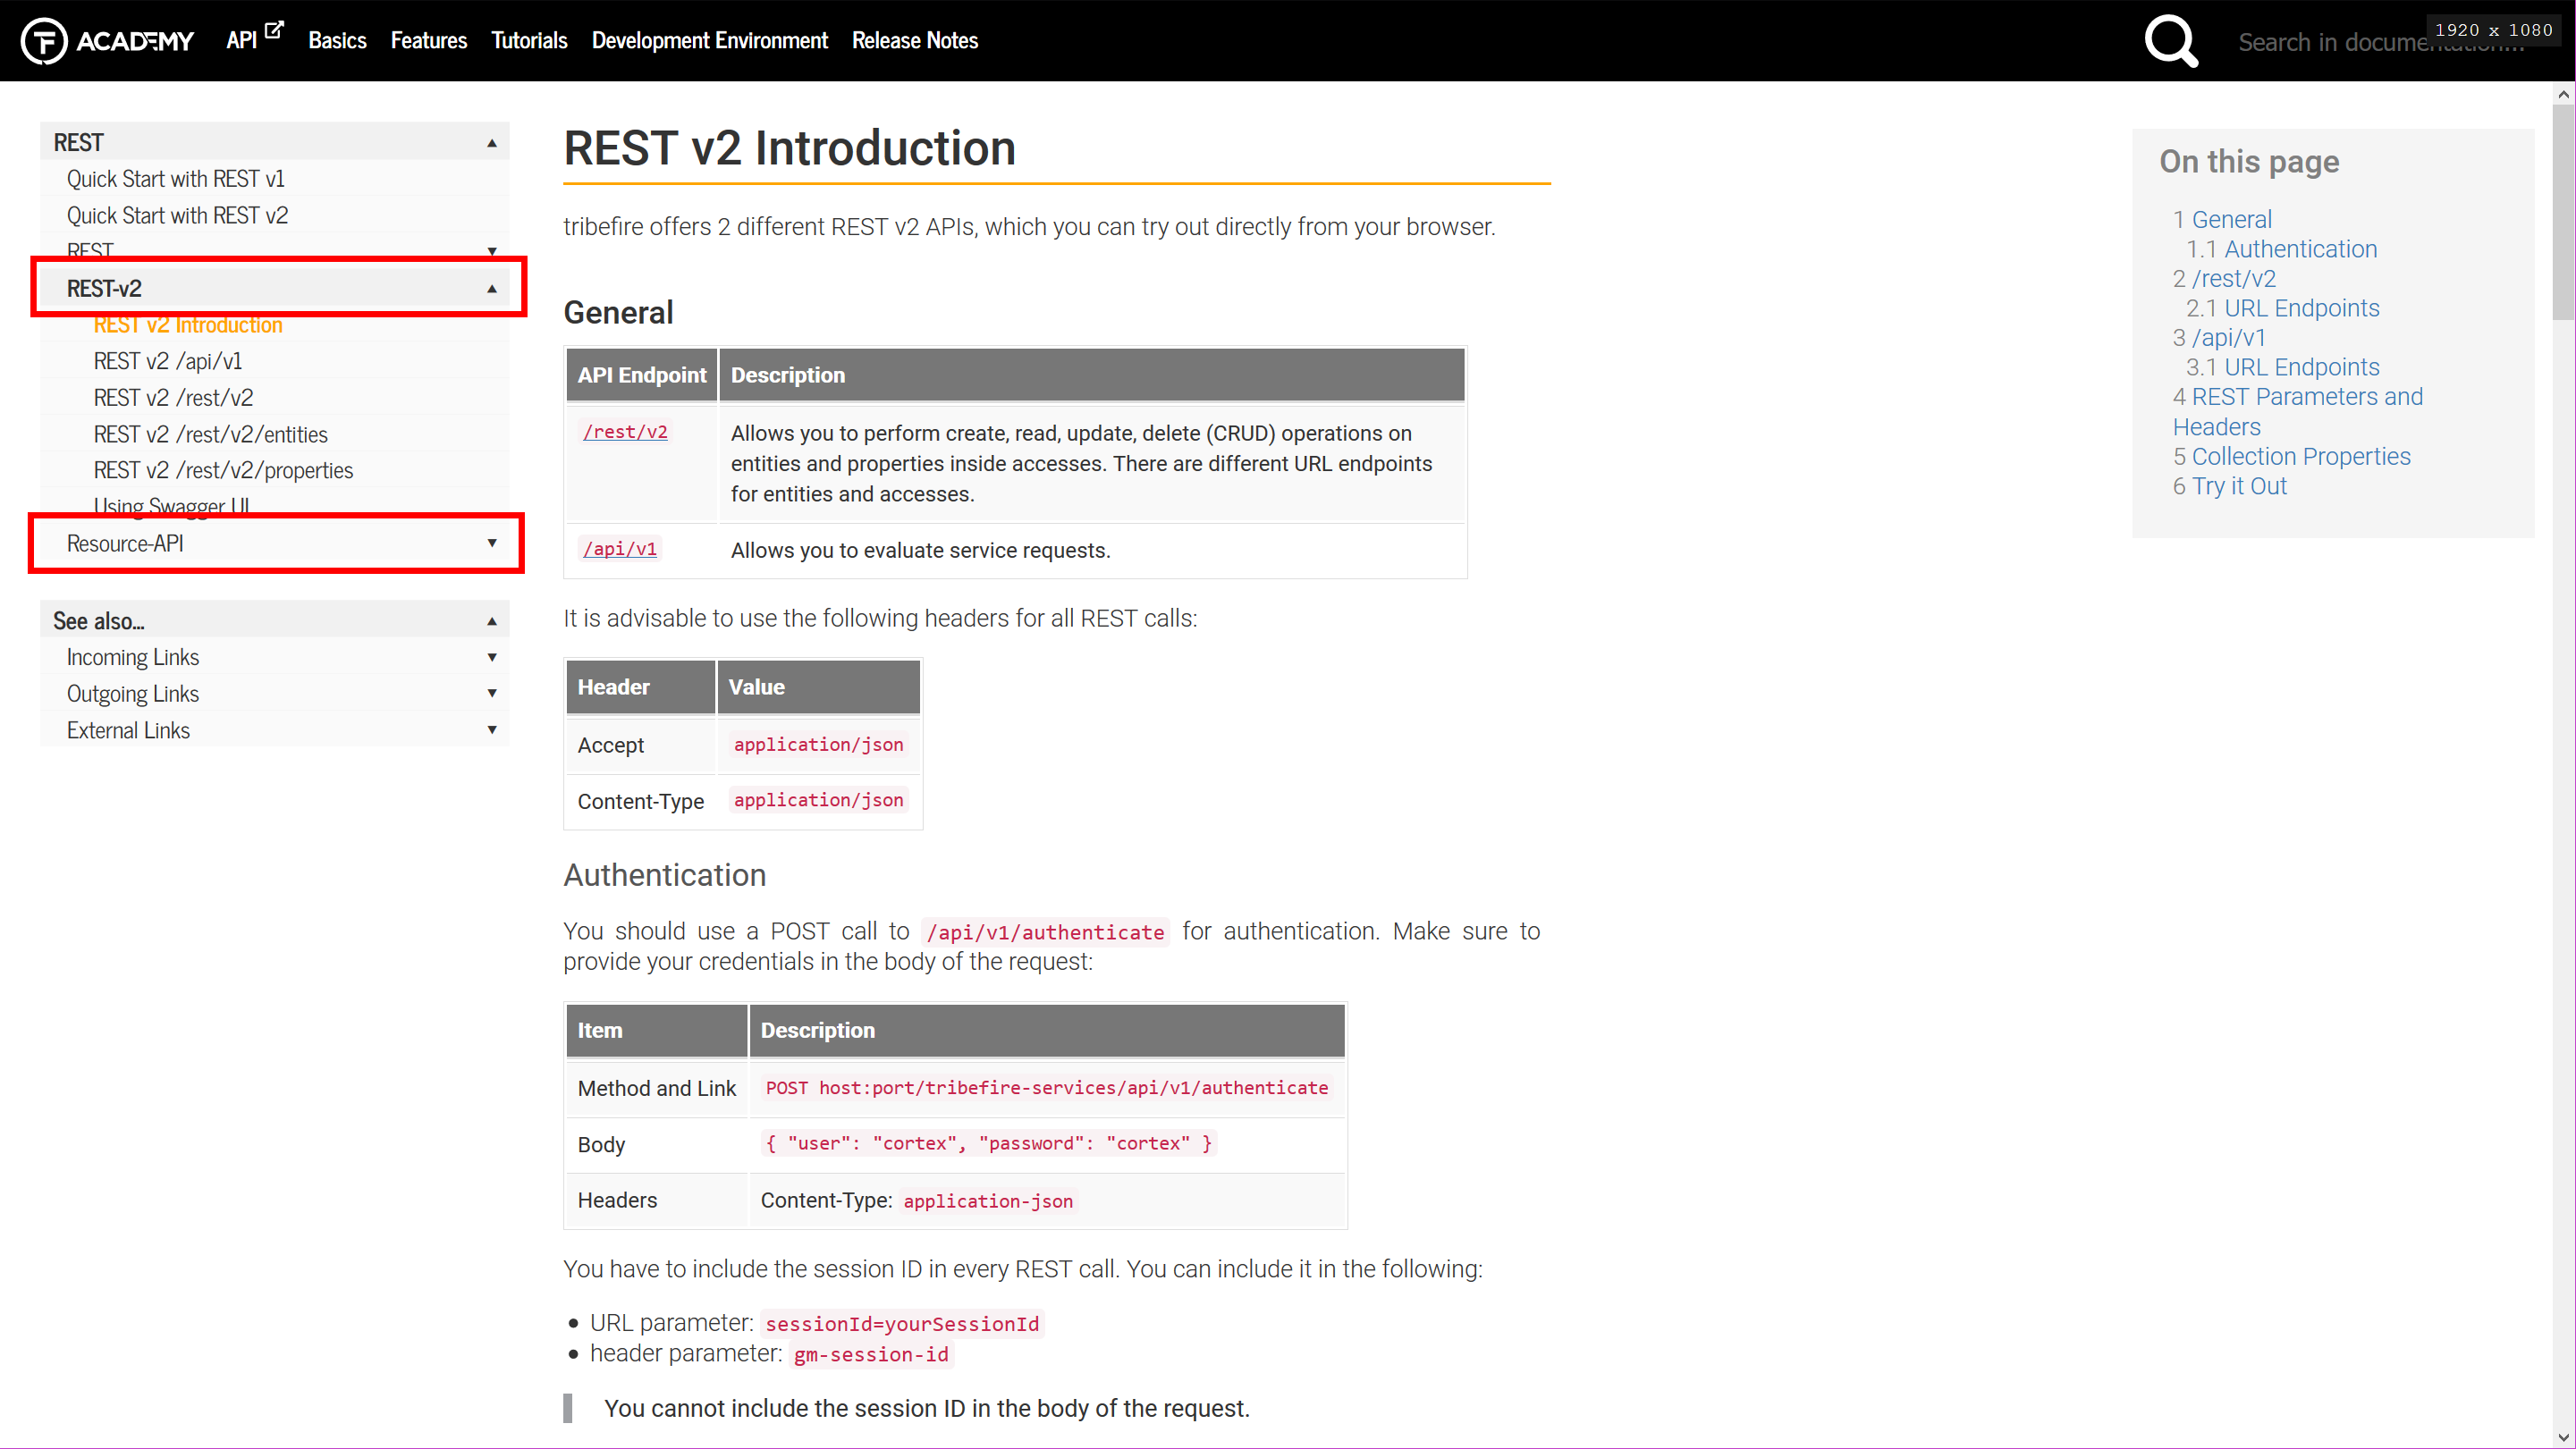 ACADEMY API Basics Features Tutorials Development Environment Release Notes Search in documentation... 1920 x 1080
REST
Quick Start with REST v1
Quick Start with REST v2
REST
REST-v2
REST v2 Introduction
REST v2 /api/v1
REST v2 /rest/v2
REST v2 /rest/v2/entities
REST v2 /rest/v2/properties
Using Swagger UI
Resource-API
See also...
Incoming Links
Outgoing Links
External Links
REST v2 Introduction
tribefire offers 2 different REST v2 APIs, which you can try out directly from your browser.
General
API Endpoint Description
/rest/v2 Allows you to perform create, read, update, delete (CRUD) operations on
entities and properties inside accesses. There are different URL endpoints
for entities and accesses.
/api/v1 Allows you to evaluate service requests.
It is advisable to use the following headers for all REST calls:
Header Value
Accept application/json
Content-Type application/json
Authentication
You should use a POST call to /api/v1/authenticate for authentication. Make sure to
provide your credentials in the body of the request:
Item Description
Method and Link POST host:port/tribefire-services/api/v1/authenticate
Body { "user": "cortex", "password": "cortex" }
Headers Content-Type: application-json
You have to include the session ID in every REST call. You can include it in the following:
• URL parameter: sessionId=yourSessionId
• header parameter: gm-session-id
You cannot include the session ID in the body of the request.
On this page
1 General
1.1 Authentication
2 /rest/v2
2.1 URL Endpoints
3 /api/v1
3.1 URL Endpoints
4 REST Parameters and
Headers
5 Collection Properties
6 Try it Out